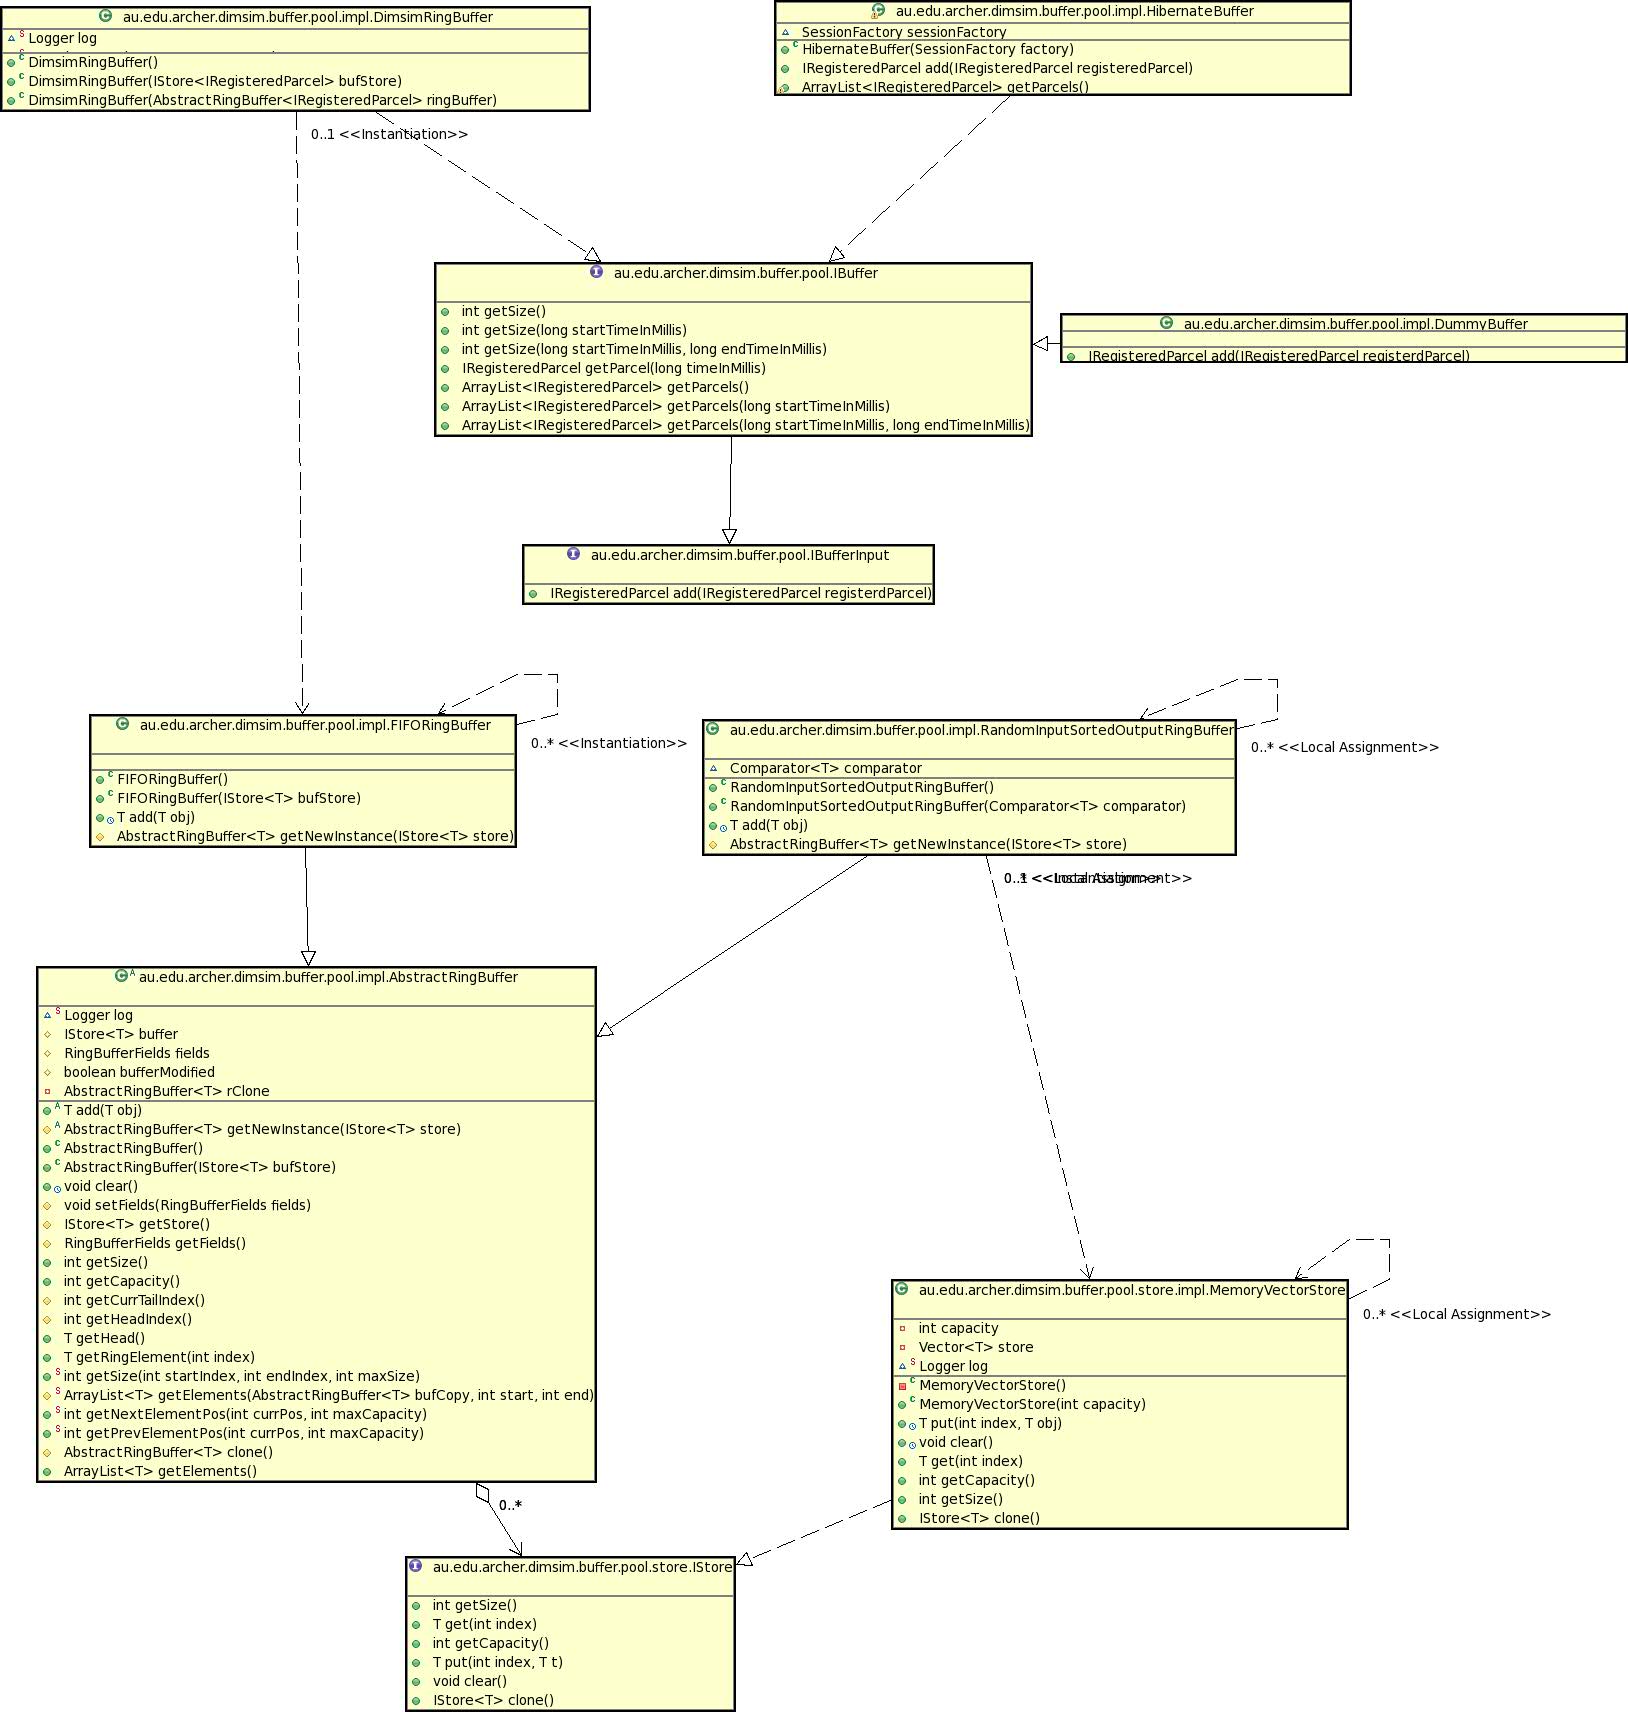 au.edu.archer.dimsim.buffer.pool.impl.DimsimRingBuffer
Logger log
DimsimRingBuffer()
DimsimRingBuffer(IStore<IRegisteredParcel> bufStore)
DimsimRingBuffer(AbstractRingBuffer<IRegisteredParcel> ringBuffer)
au.edu.archer.dimsim.buffer.pool.impl.HibernateBuffer
SessionFactory sessionFactory
HibernateBuffer(SessionFactory factory)
IRegisteredParcel add(IRegisteredParcel registeredParcel)
ArrayList<IRegisteredParcel> getParcels()
0..1 <<Instantiation>>
au.edu.archer.dimsim.buffer.pool.IBuffer
int getSize()
int getSize(long startTimeInMillis)
int getSize(long startTimeInMillis, long endTimeInMillis)
IRegisteredParcel getParcel(long timeInMillis)
ArrayList<IRegisteredParcel> getParcels()
ArrayList<IRegisteredParcel> getParcels(long startTimeInMillis)
ArrayList<IRegisteredParcel> getParcels(long startTimeInMillis, long endTimeInMillis)
au.edu.archer.dimsim.buffer.pool.impl.DummyBuffer
IRegisteredParcel add(IRegisteredParcel registerdParcel)
au.edu.archer.dimsim.buffer.pool.IBufferInput
IRegisteredParcel add(IRegisteredParcel registerdParcel)
au.edu.archer.dimsim.buffer.pool.impl.FIFORingBuffer
FIFORingBuffer()
FIFORingBuffer(IStore<T> bufStore)
T add(T obj)
AbstractRingBuffer<T> getNewInstance(IStore<T> store)
0..* <<Instantiation>>
au.edu.archer.dimsim.buffer.pool.impl.RandomInputSortedOutputRingBuffer
Comparator<T> comparator
RandomInputSortedOutputRingBuffer()
RandomInputSortedOutputRingBuffer(Comparator<T> comparator)
T add(T obj)
AbstractRingBuffer<T> getNewInstance(IStore<T> store)
0..* <<Local Assignment>>
au.edu.archer.dimsim.buffer.pool.impl.AbstractRingBuffer
Logger log
IStore<T> buffer
RingBufferFields fields
boolean bufferModified
AbstractRingBuffer<T> rClone
T add(T obj)
AbstractRingBuffer<T> getNewInstance(IStore<T> store)
AbstractRingBuffer()
AbstractRingBuffer(IStore<T> bufStore)
void clear()
void setFields(RingBufferFields fields)
IStore<T> getStore()
RingBufferFields getFields()
int getSize()
int getCapacity()
int getCurrTailIndex()
int getHeadIndex()
T getHead()
T getRingElement(int index)
int getSize(int startIndex, int endIndex, int maxSize)
ArrayList<T> getElements(AbstractRingBuffer<T> bufCopy, int start, int end)
int getNextElementPos(int currPos, int maxCapacity)
int getPrevElementPos(int currPos, int maxCapacity)
AbstractRingBuffer<T> clone()
ArrayList<T> getElements()
0..*
au.edu.archer.dimsim.buffer.pool.store.impl.MemoryVectorStore
int capacity
Vector<T> store
Logger log
MemoryVectorStore()
MemoryVectorStore(int capacity)
T put(int index, T obj)
void clear()
T get(int index)
int getCapacity()
int getSize()
IStore<T> clone()
0..* <<Local Assignment>>
au.edu.archer.dimsim.buffer.pool.store.IStore
int getSize()
T get(int index)
int getCapacity()
T put(int index, T t)
void clear()
IStore<T> clone()